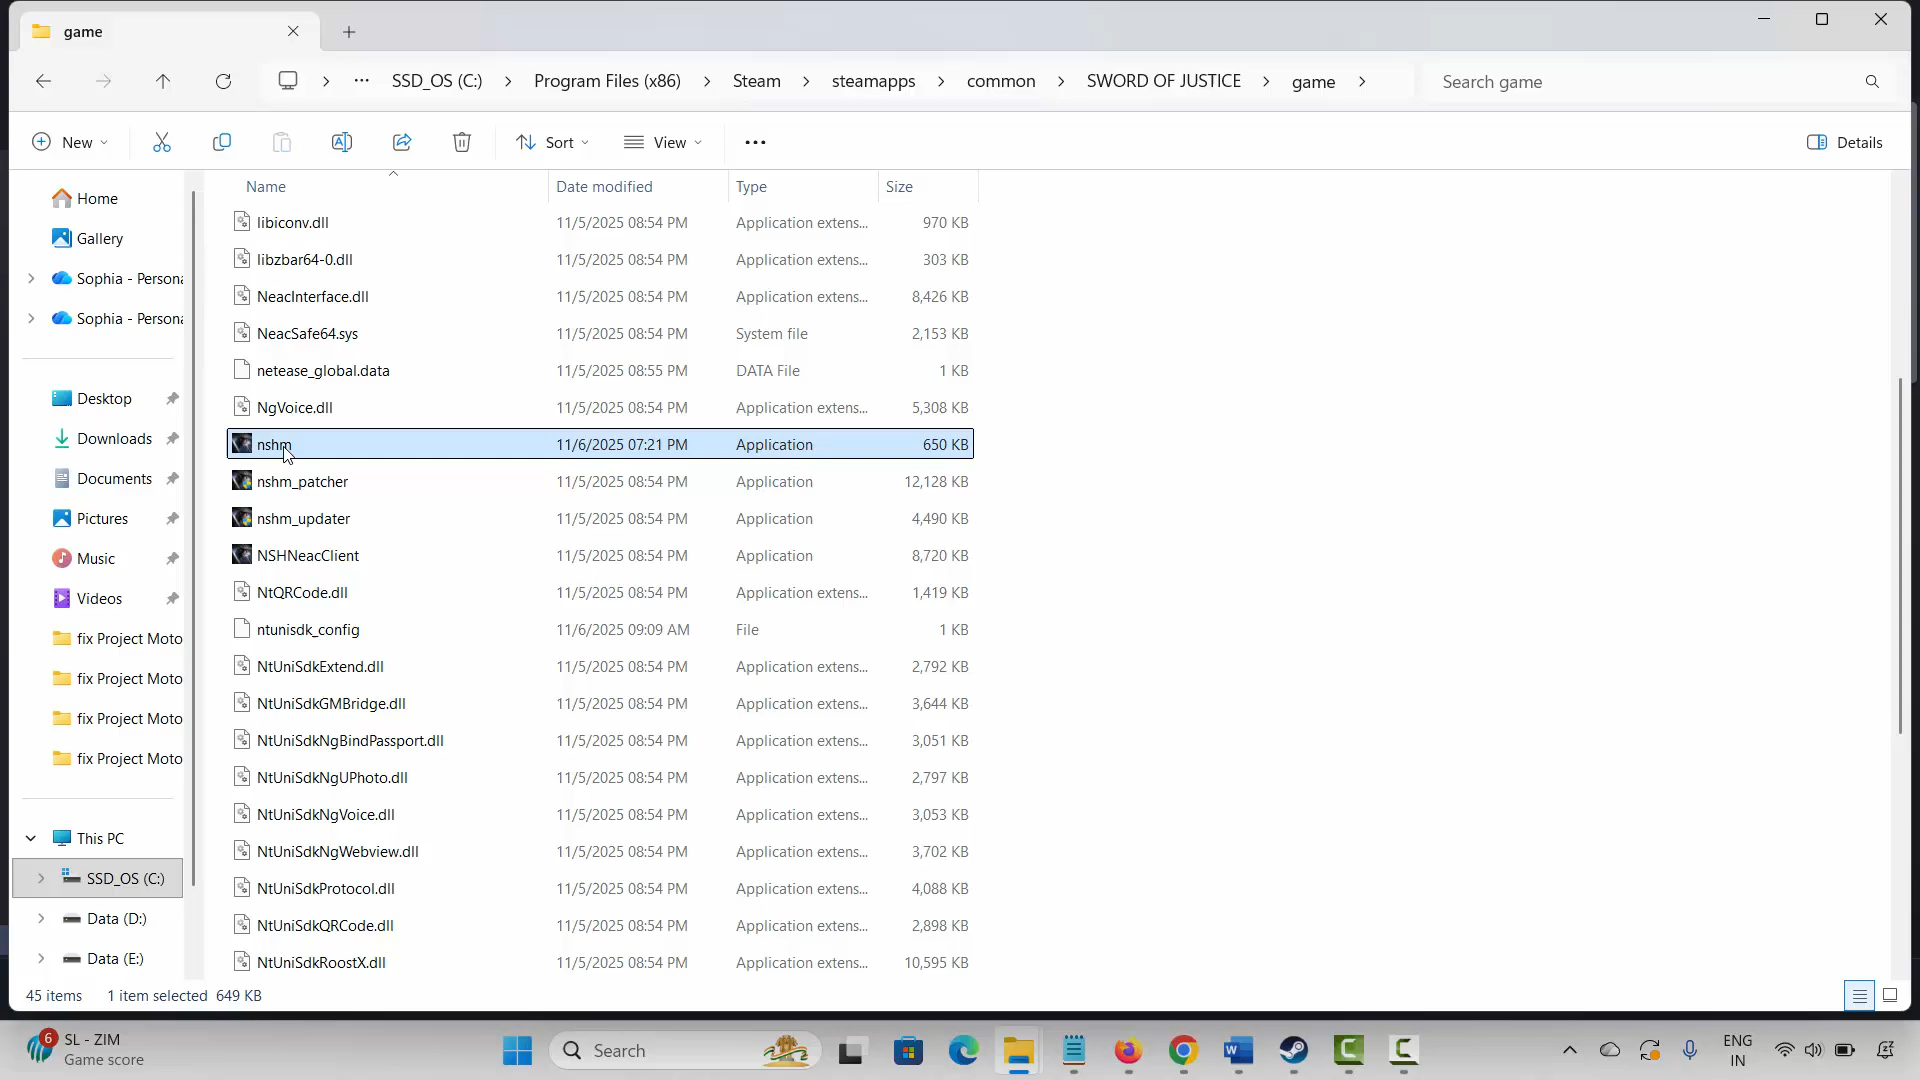 game
SSD_OS (C:) Program Files (x86) Steam steamapps common SWORD OF JUSTICE game
Search game
New Sort View Details
Name Date modified Type Size
Home
Gallery
Sophia - Persona
Sophia - Persona
Desktop
Downloads
Documents
Pictures
Music
Videos
fix Project Moto
fix Project Moto
fix Project Moto
fix Project Moto
This PC
SSD_OS (C:)
Data (D:)
Data (E:)
libiconv.dll 11/5/2025 08:54 PM Application extens... 970 KB
libzbar64-0.dll 11/5/2025 08:54 PM Application extens... 303 KB
NeacInterface.dll 11/5/2025 08:54 PM Application extens... 8,426 KB
NeacSafe64.sys 11/5/2025 08:54 PM System file 2,153 KB
netease_global.data 11/5/2025 08:55 PM DATA File 1 KB
NgVoice.dll 11/5/2025 08:54 PM Application extens... 5,308 KB
nshm 11/6/2025 07:21 PM Application 650 KB
nshm_patcher 11/5/2025 08:54 PM Application 12,128 KB
nshm_updater 11/5/2025 08:54 PM Application 4,490 KB
NSHNeacClient 11/5/2025 08:54 PM Application 8,720 KB
NtQRCode.dll 11/5/2025 08:54 PM Application extens... 1,419 KB
ntunisdk_config 11/6/2025 09:09 AM File 1 KB
NtUniSdkExtend.dll 11/5/2025 08:54 PM Application extens... 2,792 KB
NtUniSdkGMBridge.dll 11/5/2025 08:54 PM Application extens... 3,644 KB
NtUniSdkNgBindPassport.dll 11/5/2025 08:54 PM Application extens... 3,051 KB
NtUniSdkNgUPhoto.dll 11/5/2025 08:54 PM Application extens... 2,797 KB
NtUniSdkNgVoice.dll 11/5/2025 08:54 PM Application extens... 3,053 KB
NtUniSdkNgWebview.dll 11/5/2025 08:54 PM Application extens... 3,702 KB
NtUniSdkProtocol.dll 11/5/2025 08:54 PM Application extens... 4,088 KB
NtUniSdkQRCode.dll 11/5/2025 08:54 PM Application extens... 2,898 KB
NtUniSdkRoostX.dll 11/5/2025 08:54 PM Application extens... 10,595 KB
45 items 1 item selected 649 KB
6 SL - ZIM
Game score
Search
ENG
IN